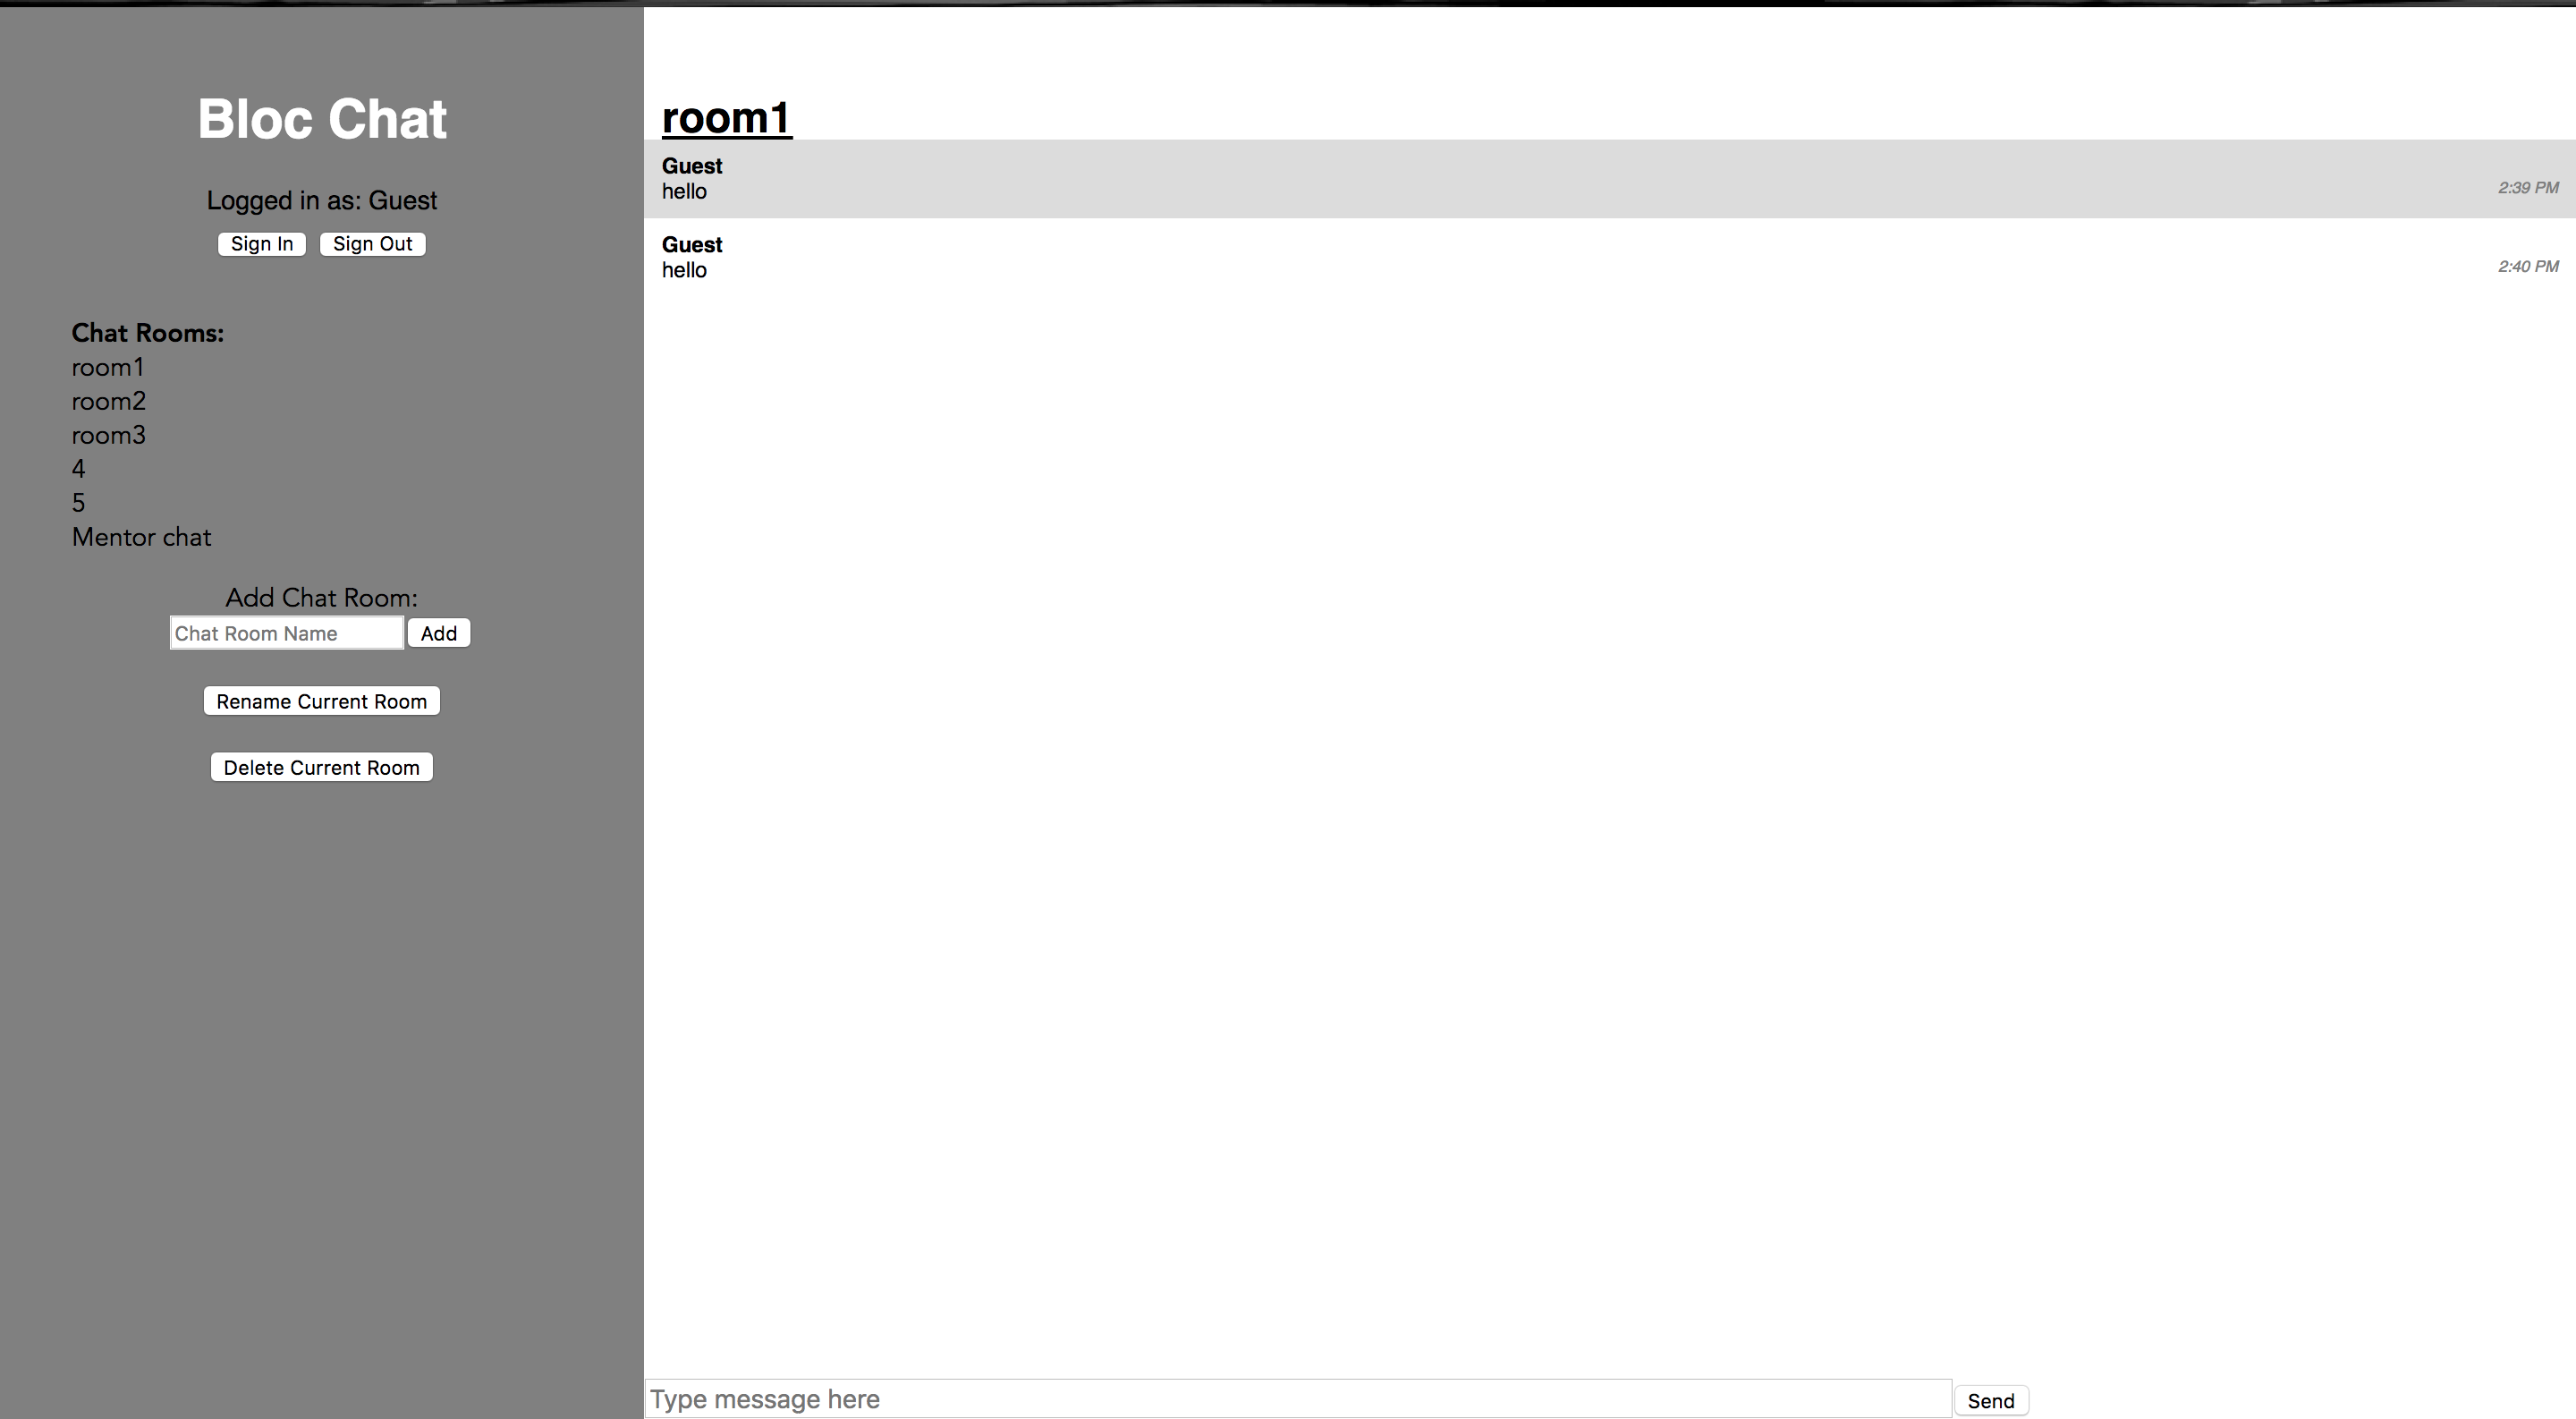 Bloc Chat
Logged in as: Guest
Sign In Sign Out
Chat Rooms:
room1
room2
room3
4
5
Mentor chat
Add Chat Room:
Chat Room Name Add
Rename Current Room
Delete Current Room
room1
Guest
hello
2:39 PM
Guest
hello
2:40 PM
Type message here Send